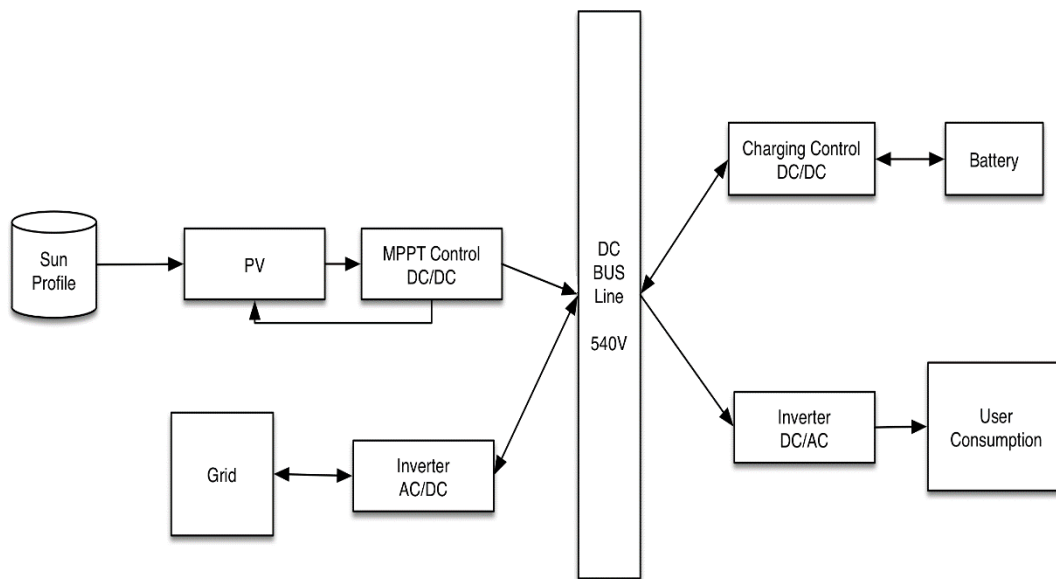 Sun
Profile
PV
MPPT Control
DC/DC
Grid
Inverter
AC/DC
DC
BUS
Line
540V
Charging Control
DC/DC
Battery
Inverter
DC/AC
User
Consumption